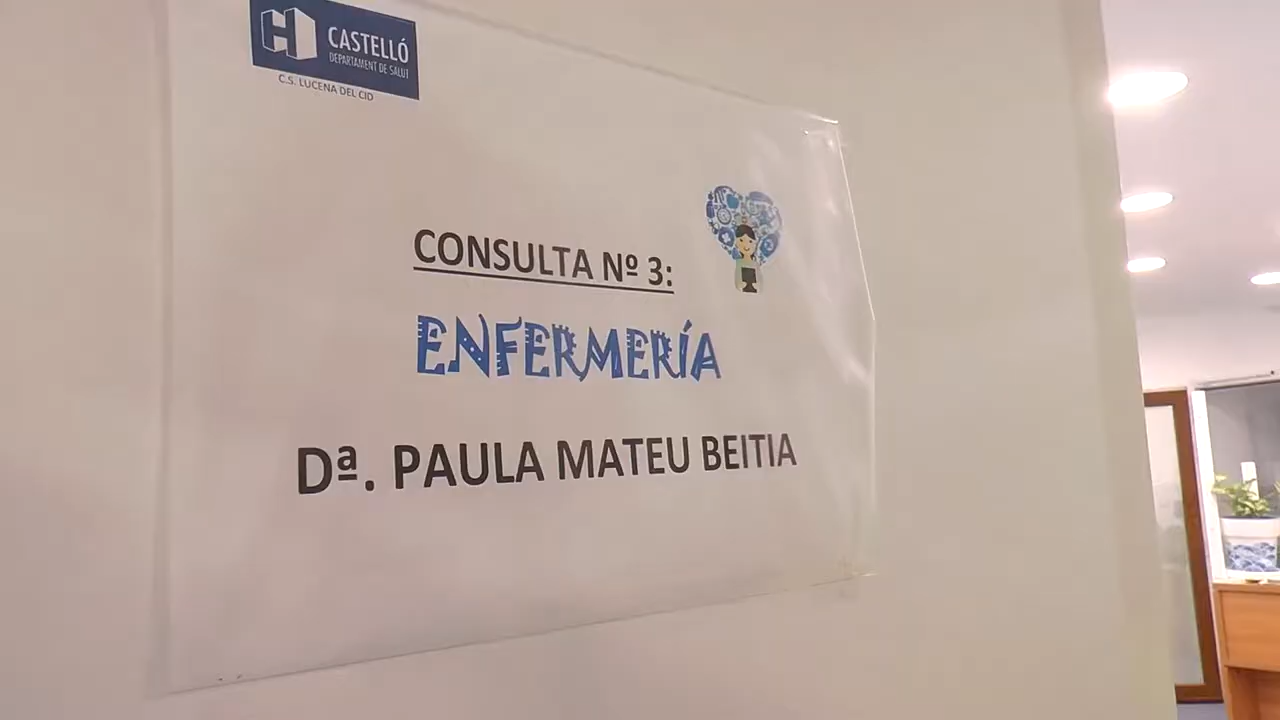 CASTELLÓ
DEPARTAMENT DE SALUT
C.S. LUCENA DEL CID
CONSULTA Nº 3:
ENFERMERÍA
Dª. PAULA MATEU BEITIA